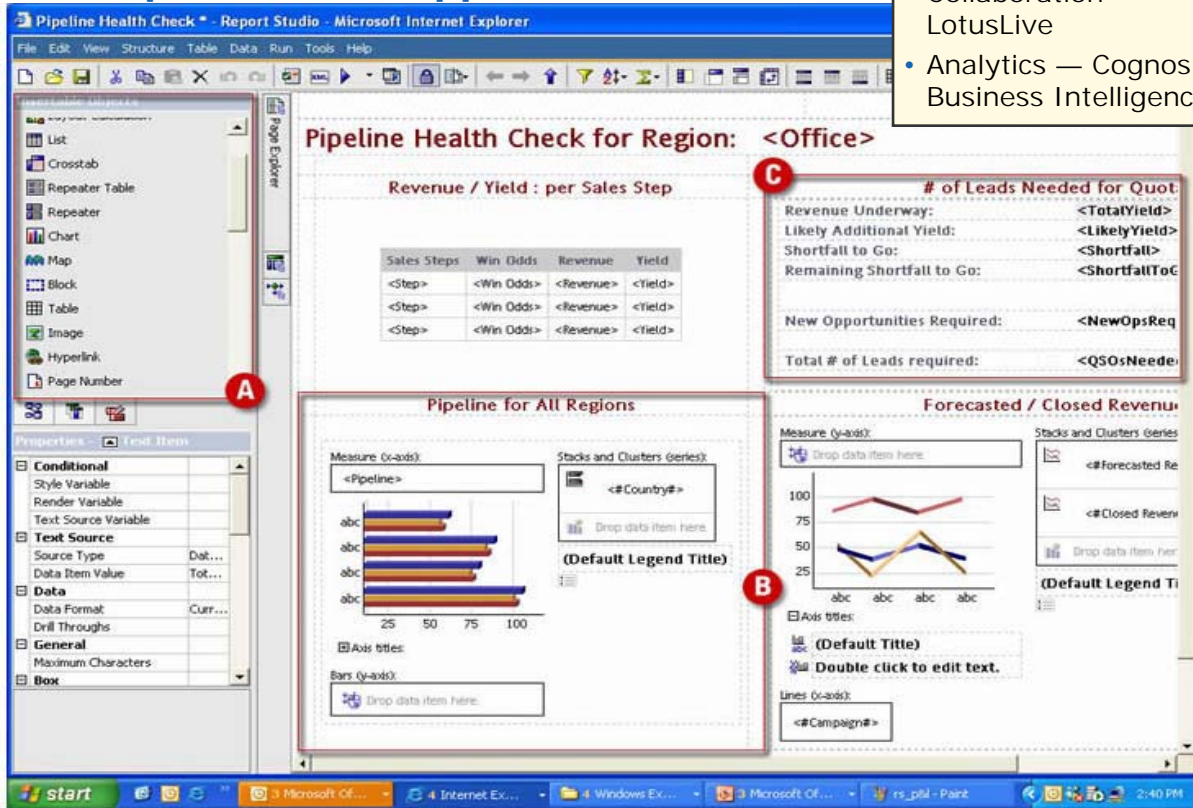 Pipeline Health Check * - Report Studio - Microsoft Internet Explorer
LotusLive
• Analytics — Cognos
Business Intelligenc
File Edit View Structure Table Data Run Tools Help
List
Crosstab
Repeater Table
Repeater
Chart
Map
Block
Table
Image
Hyperlink
Page Number
A
Properties - Text Item
Conditional
Style Variable
Render Variable
Text Source Variable
Text Source
Source Type Dat...
Data Item Value Tot...
Data
Data Format Curr...
Drill Throughs
General
Maximum Characters
Box
Page Explorer
Pipeline Health Check for Region: <Office>
Revenue / Yield : per Sales Step
Sales Steps Win Odds Revenue Yield
<Step> <Win Odds> <Revenue> <Yield>
<Step> <Win Odds> <Revenue> <Yield>
<Step> <Win Odds> <Revenue> <Yield>
C
# of Leads Needed for Quot
Revenue Underway: <TotalYield>
Likely Additional Yield: <LikelyYield>
Shortfall to Go: <Shortfall>
Remaining Shortfall to Go: <ShortfallToG
New Opportunities Required: <NewOpsReq
Total # of Leads required: <QSOsNeede
Pipeline for All Regions
Measure (x-axis):
<Pipeline>
Stacks and Clusters (series):
<#Country#>
Drop data item here.
(Default Legend Title)
abc
abc
abc
abc
25 50 75 100
Axis titles:
Bars (y-axis):
Drop data item here.
B
Forecasted / Closed Revenu
Measure (y-axis):
Drop data item here.
Stacks and Clusters (series
<#Forecasted Re
<#Closed Reven
Drop data item her
(Default Legend Ti
100
75
50
25
abc abc abc abc
Axis titles:
(Default Title)
Double click to edit text.
Lines (x-axis):
<#Campaign#>
start
3 Microsoft Of...
4 Internet Ex...
4 Windows Ex...
3 Microsoft Of...
rs_p&l - Paint
2:40 PM